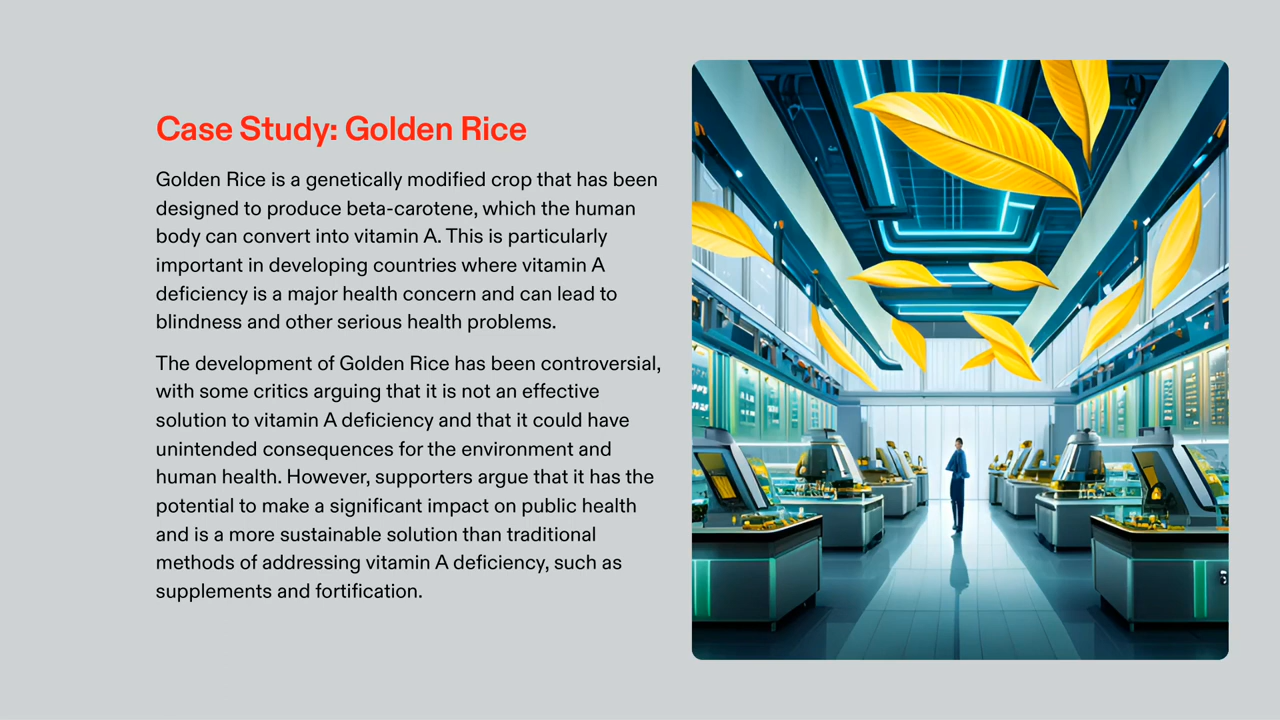 Case Study: Golden Rice
Golden Rice is a genetically modified crop that has been
designed to produce beta-carotene, which the human
body can convert into vitamin A. This is particularly
important in developing countries where vitamin A
deficiency is a major health concern and can lead to
blindness and other serious health problems.
The development of Golden Rice has been controversial,
with some critics arguing that it is not an effective
solution to vitamin A deficiency and that it could have
unintended consequences for the environment and
human health. However, supporters argue that it has the
potential to make a significant impact on public health
and is a more sustainable solution than traditional
methods of addressing vitamin A deficiency, such as
supplements and fortification.